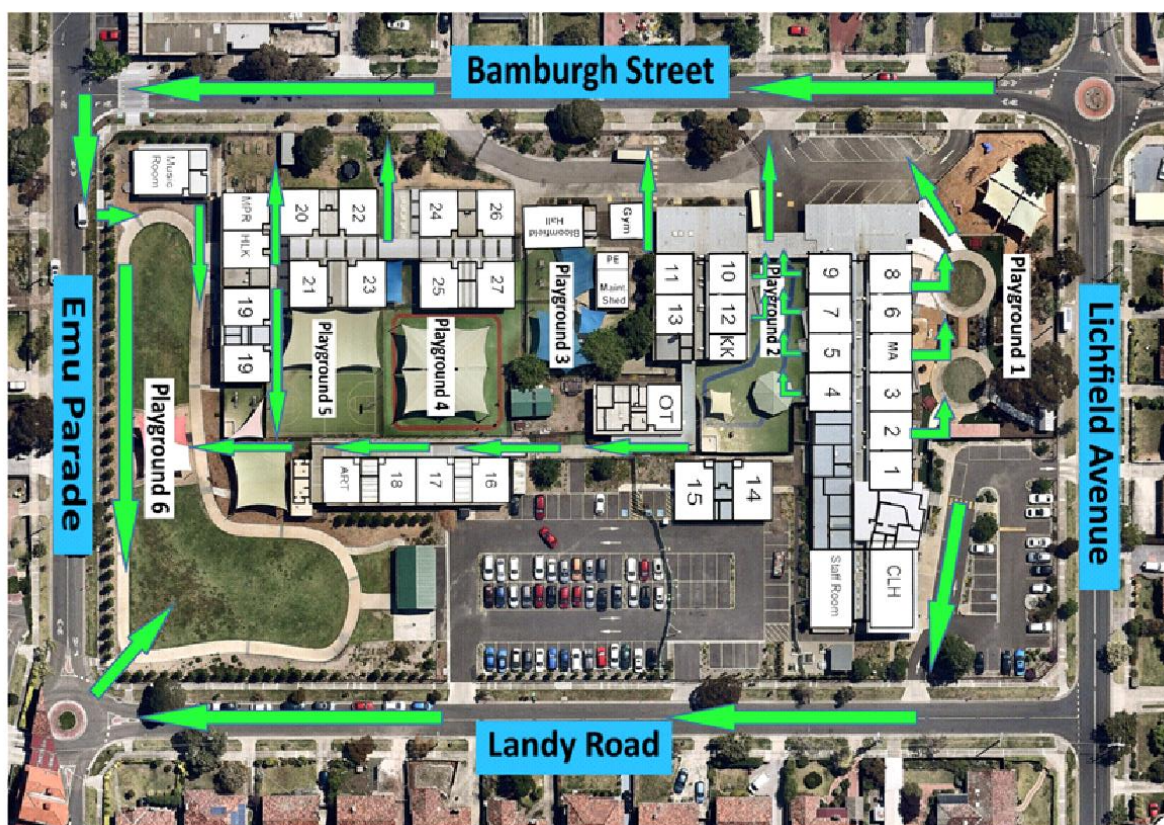 Bamburgh Street
Music
Room
MPR
HLK
20
22
24
26
Bloomfield
Hall
Gym
PE
Maint.
Shed
11
10
9
8
21
23
25
27
Playground 3
13
12
KK
Playground 2
7
6
Playground 1
19
19
Playground 5
Playground 4
5
MA
4
3
OT
2
1
Emu Parade
Lichfield Avenue
Playground 6
ART
18
17
16
15
14
Staff Room
CLH
Landy Road